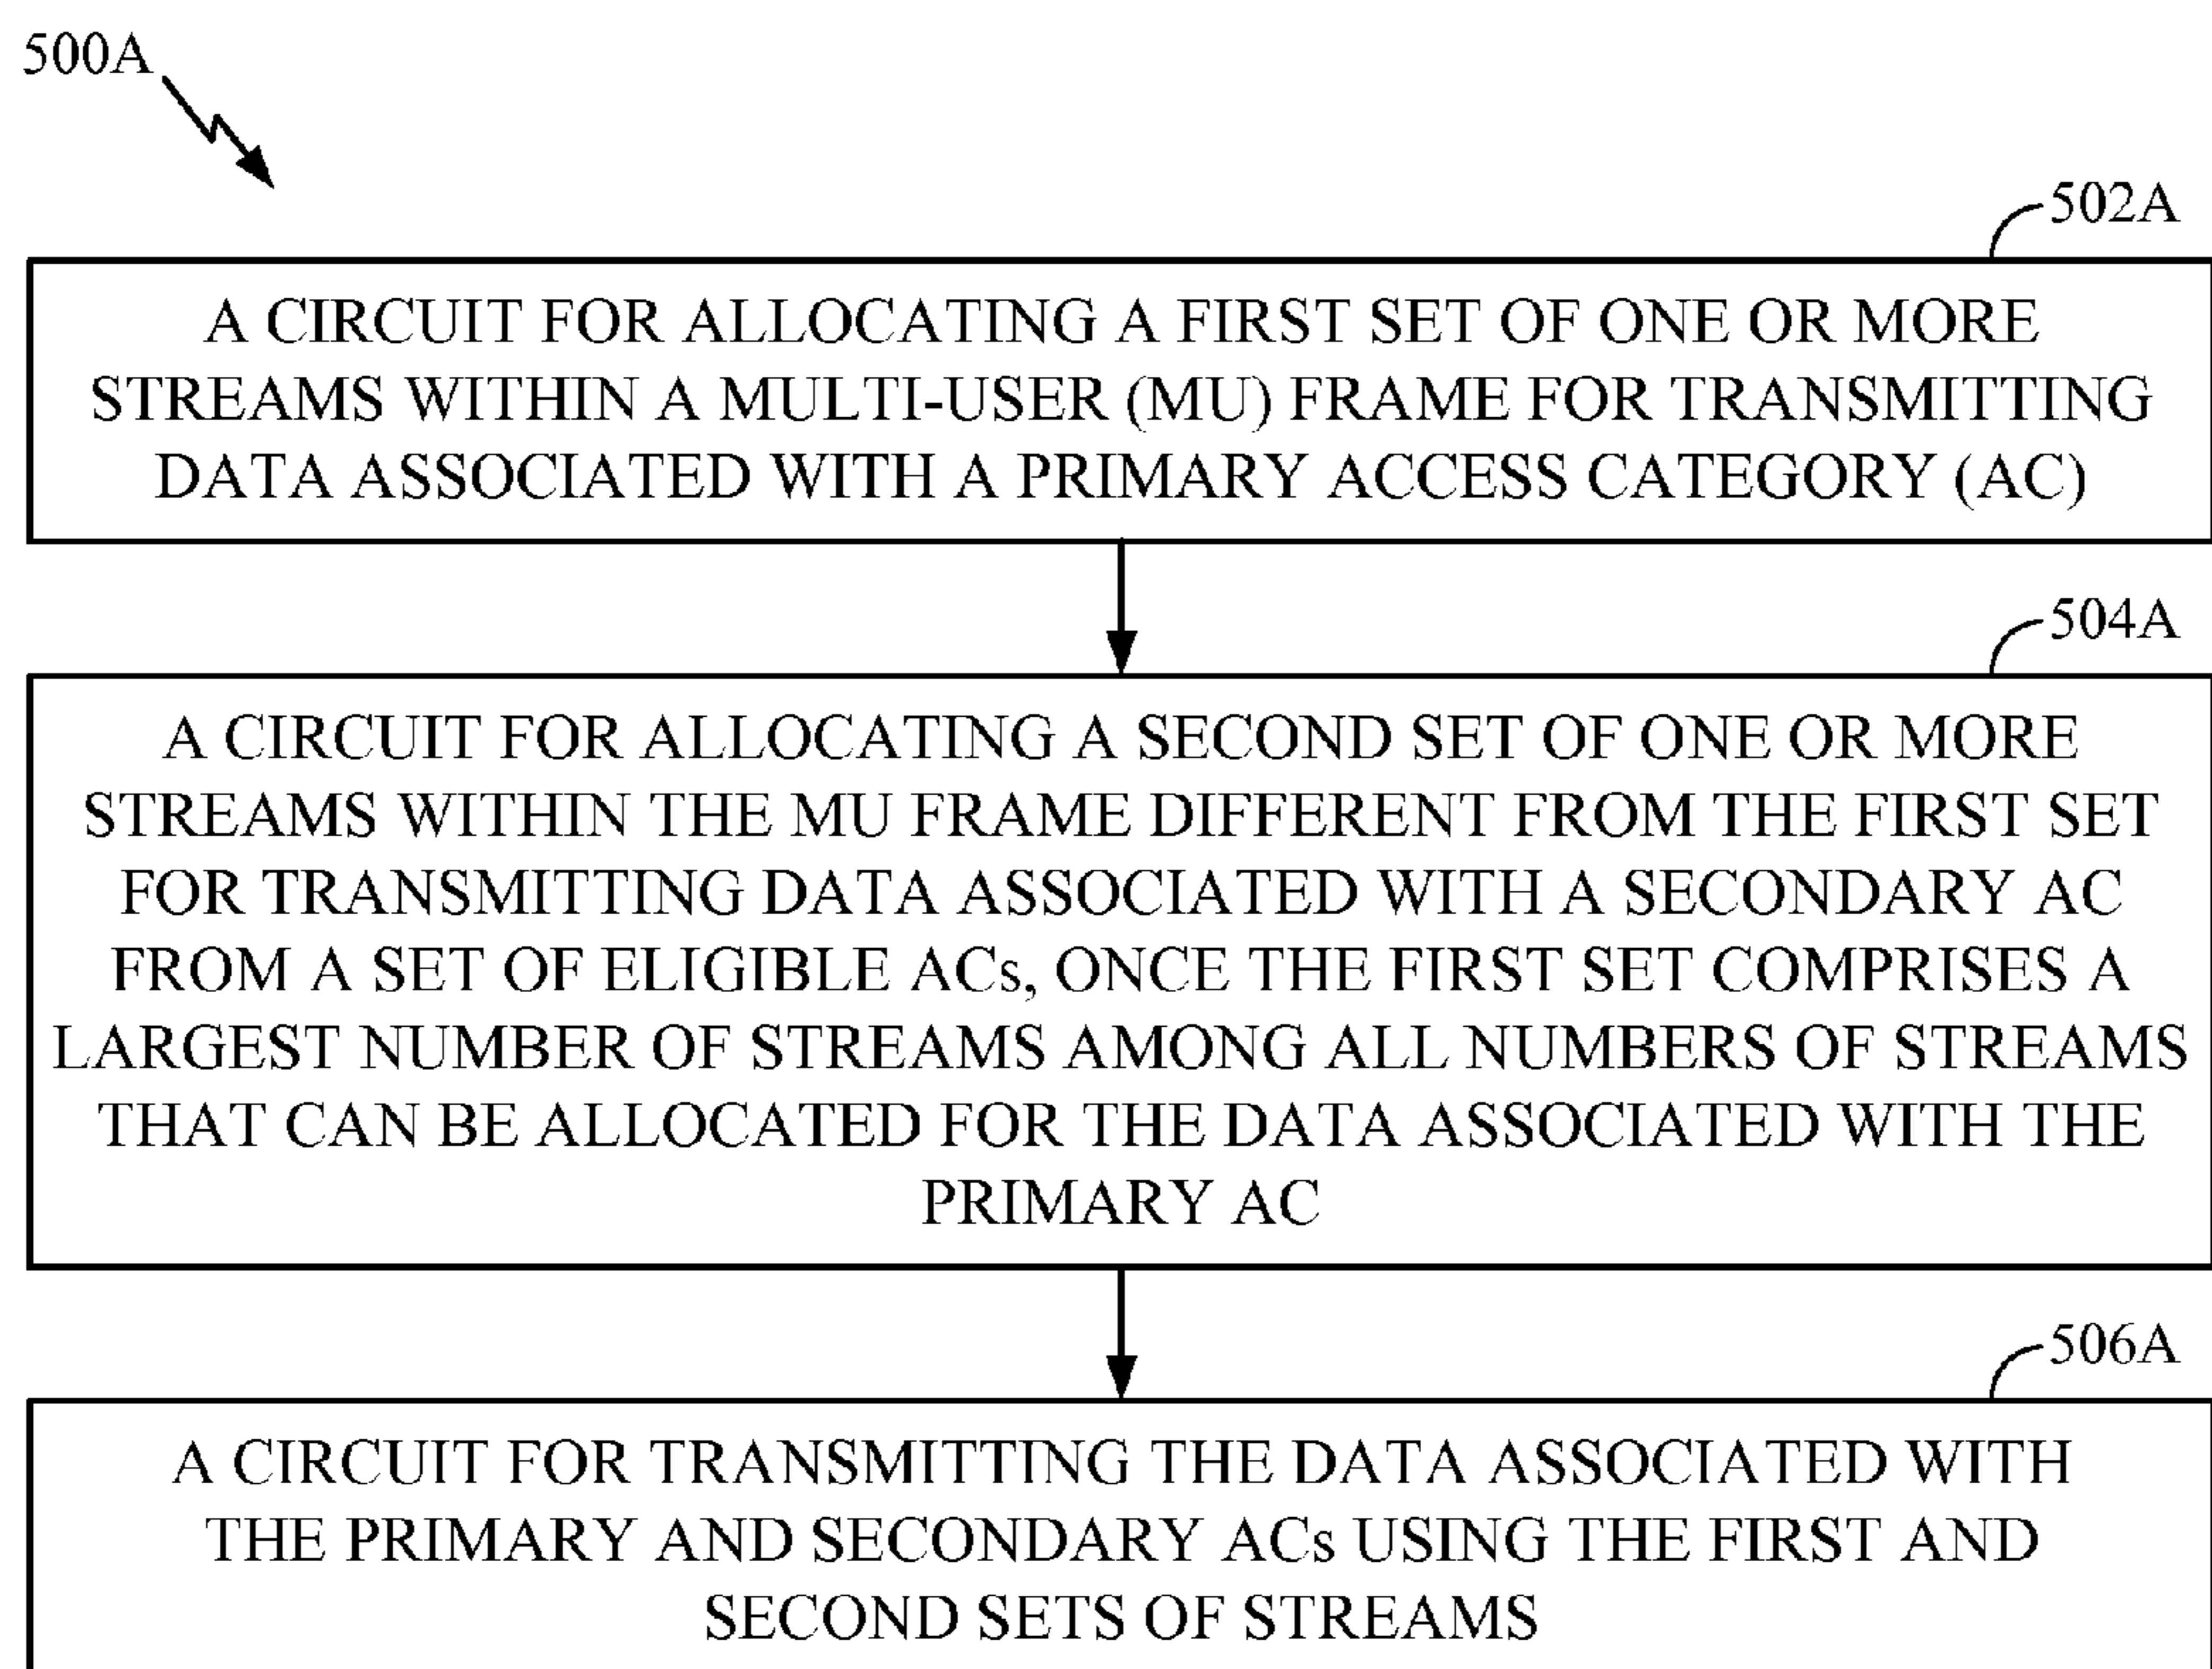 500A
502A
A CIRCUIT FOR ALLOCATING A FIRST SET OF ONE OR MORE
STREAMS WITHIN A MULTI-USER (MU) FRAME FOR TRANSMITTING
DATA ASSOCIATED WITH A PRIMARY ACCESS CATEGORY (AC)
504A
A CIRCUIT FOR ALLOCATING A SECOND SET OF ONE OR MORE
STREAMS WITHIN THE MU FRAME DIFFERENT FROM THE FIRST SET
FOR TRANSMITTING DATA ASSOCIATED WITH A SECONDARY AC
FROM A SET OF ELIGIBLE ACs, ONCE THE FIRST SET COMPRISES A
LARGEST NUMBER OF STREAMS AMONG ALL NUMBERS OF STREAMS
THAT CAN BE ALLOCATED FOR THE DATA ASSOCIATED WITH THE
PRIMARY AC
506A
A CIRCUIT FOR TRANSMITTING THE DATA ASSOCIATED WITH
THE PRIMARY AND SECONDARY ACs USING THE FIRST AND
SECOND SETS OF STREAMS